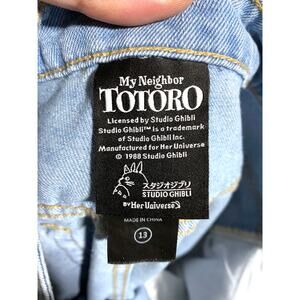 My Neighbor
TOTORO
Licensed by Studio Ghibli
Studio Ghibli™ is a trademark
of Studio Ghibli Inc.
Manufactured for Her Universe
© 1988 Studio Ghibli
スタジオジブリ
STUDIO GHIBLI
BY Her Universe
MADE IN CHINA
13